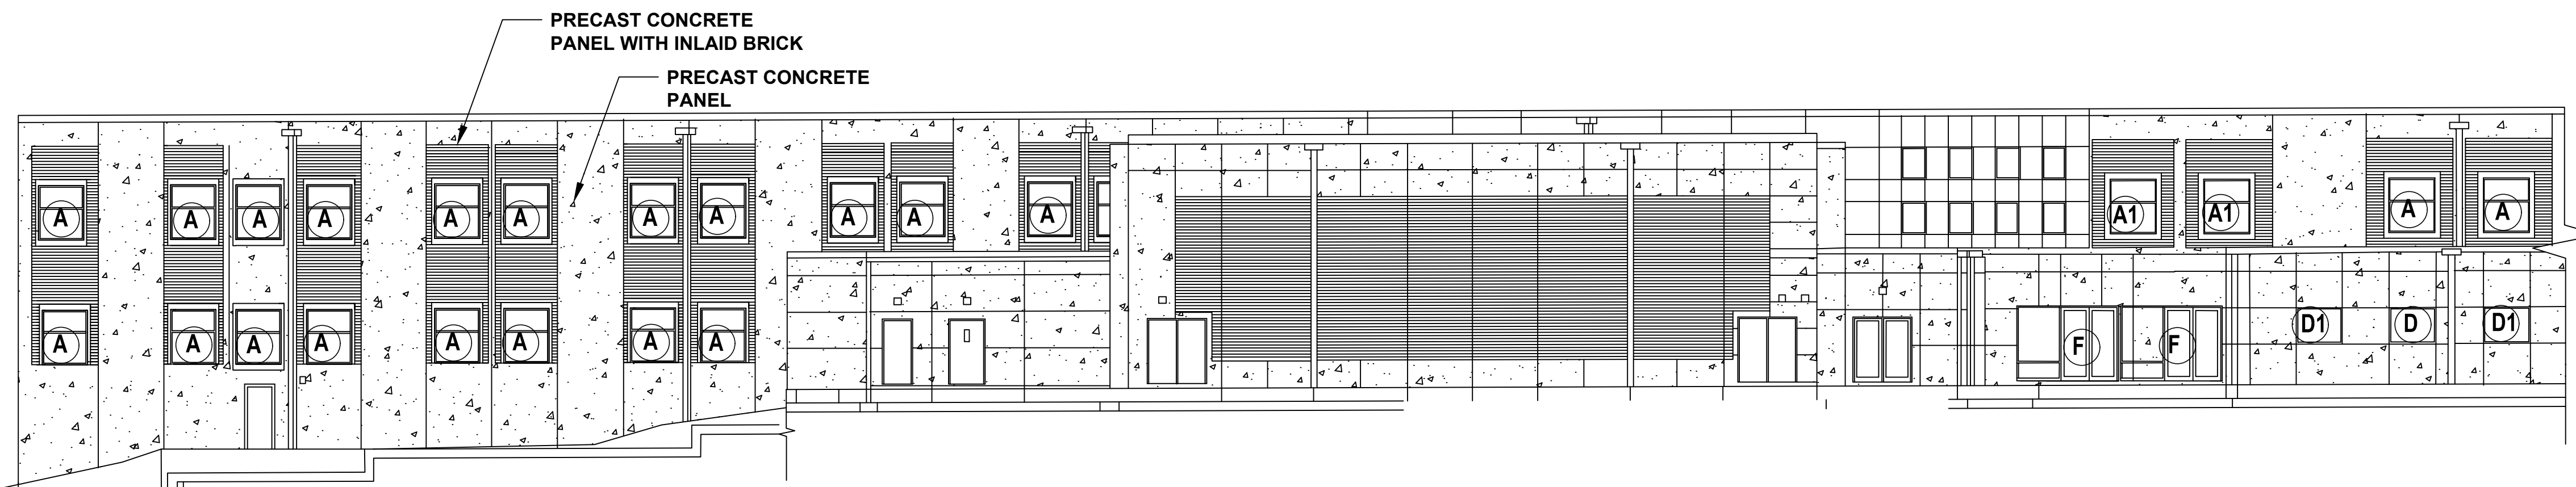 PRECAST CONCRETE
PANEL WITH INLAID BRICK
PRECAST CONCRETE
PANEL
A A A A A A A A A A A A1 A1 A A
A A A A A A A A F F D1 D D1